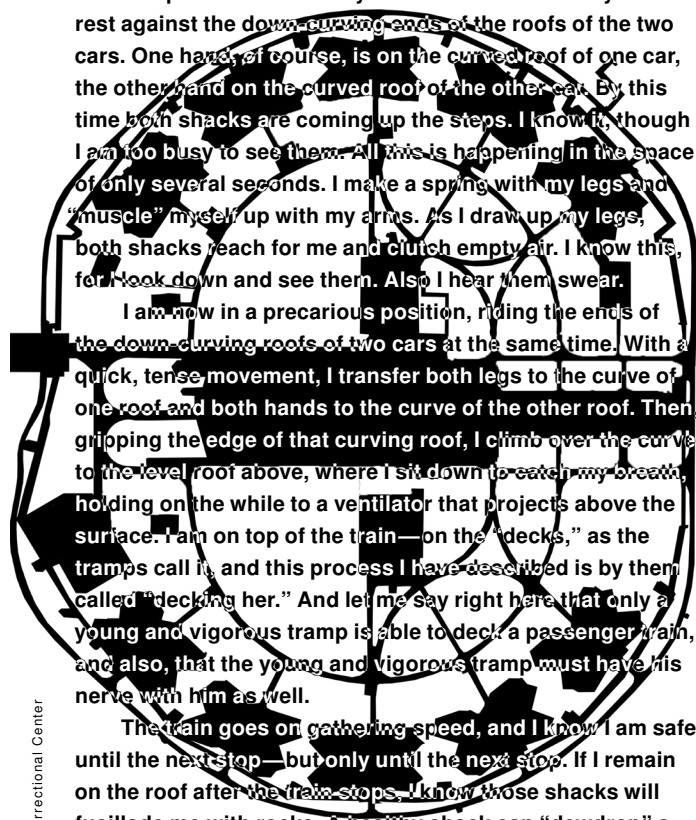 rest against the down-curving ends of the roofs of the two
cars. One hand, of course, is on the curved roof of one car,
the other hand on the curved roof of the other car. By this
time both shacks are coming up the steps. I know it, though
I am too busy to see them. All this is happening in the space
of only several seconds. I make a spring with my legs and
“muscle” myself up with my arms. As I draw up my legs,
both shacks reach for me and clutch empty air. I know this,
for I look down and see them. Also I hear them swear.
I am now in a precarious position, riding the ends of
the down-curving roofs of two cars at the same time. With a
quick, tense movement, I transfer both legs to the curve of
one roof and both hands to the curve of the other roof. Then,
gripping the edge of that curving roof, I climb over the curve
to the level roof above, where I sit down to catch my breath,
holding on the while to a ventilator that projects above the
surface. I am on top of the train—on the “decks,” as the
tramps call it, and this process I have described is by them
called “decking her.” And let me say right here that only a
young and vigorous tramp is able to deck a passenger train,
and also, that the young and vigorous tramp must have his
nerve with him as well.
The train goes on gathering speed, and I know I am safe
until the next stop—but only until the next stop. If I remain
on the roof after the train stops, I know those shacks will
fusillade me with rocks. A healthy shack can “dewdrop” a
rrectional Center